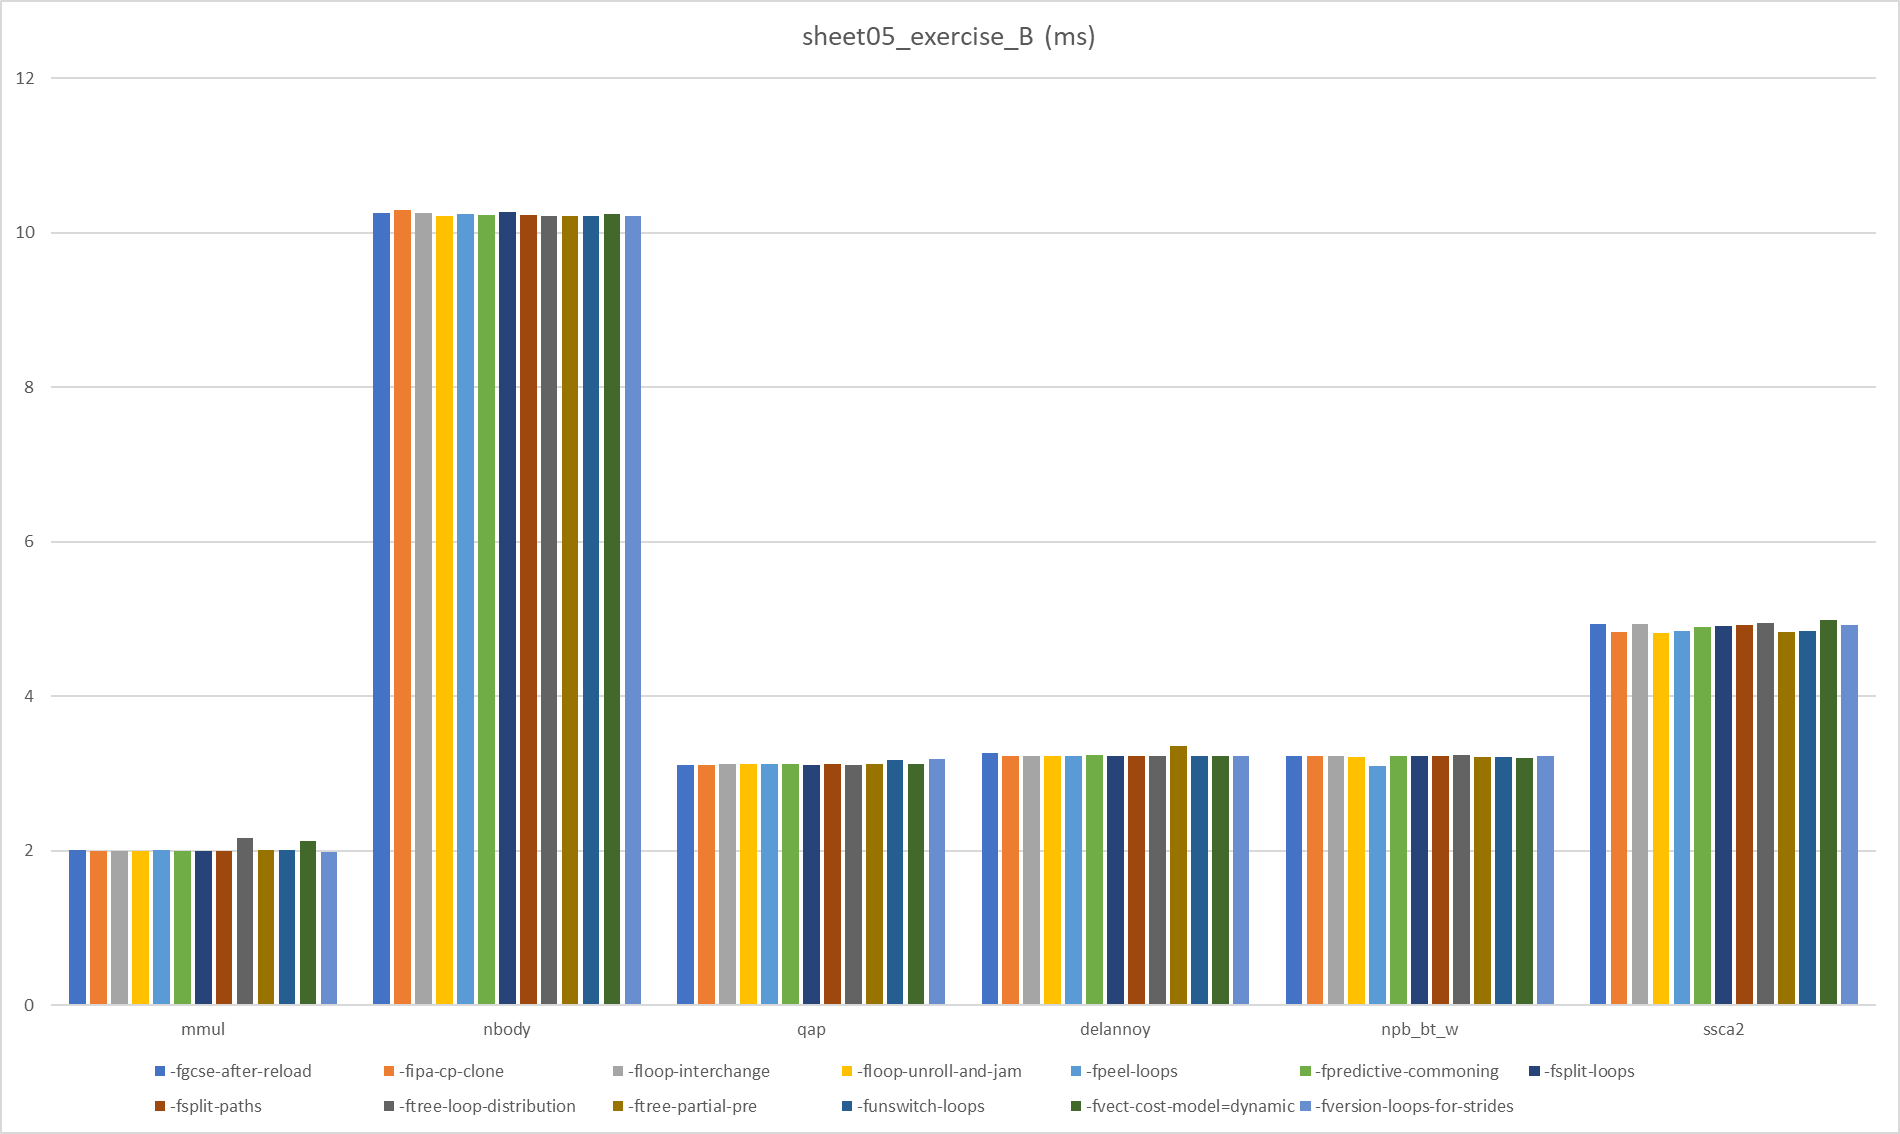 sheet05_exercise_B (ms)
12
10
8
6
4
2
0
mmul nbody qap delannoy npb_bt_w ssca2
-fgcse-after-reload -fipa-cp-clone -floop-interchange -floop-unroll-and-jam -fpeel-loops -fpredictive-commoning -fsplit-loops
-fsplit-paths -ftree-loop-distribution -ftree-partial-pre -funswitch-loops -fvect-cost-model=dynamic -fversion-loops-for-strides